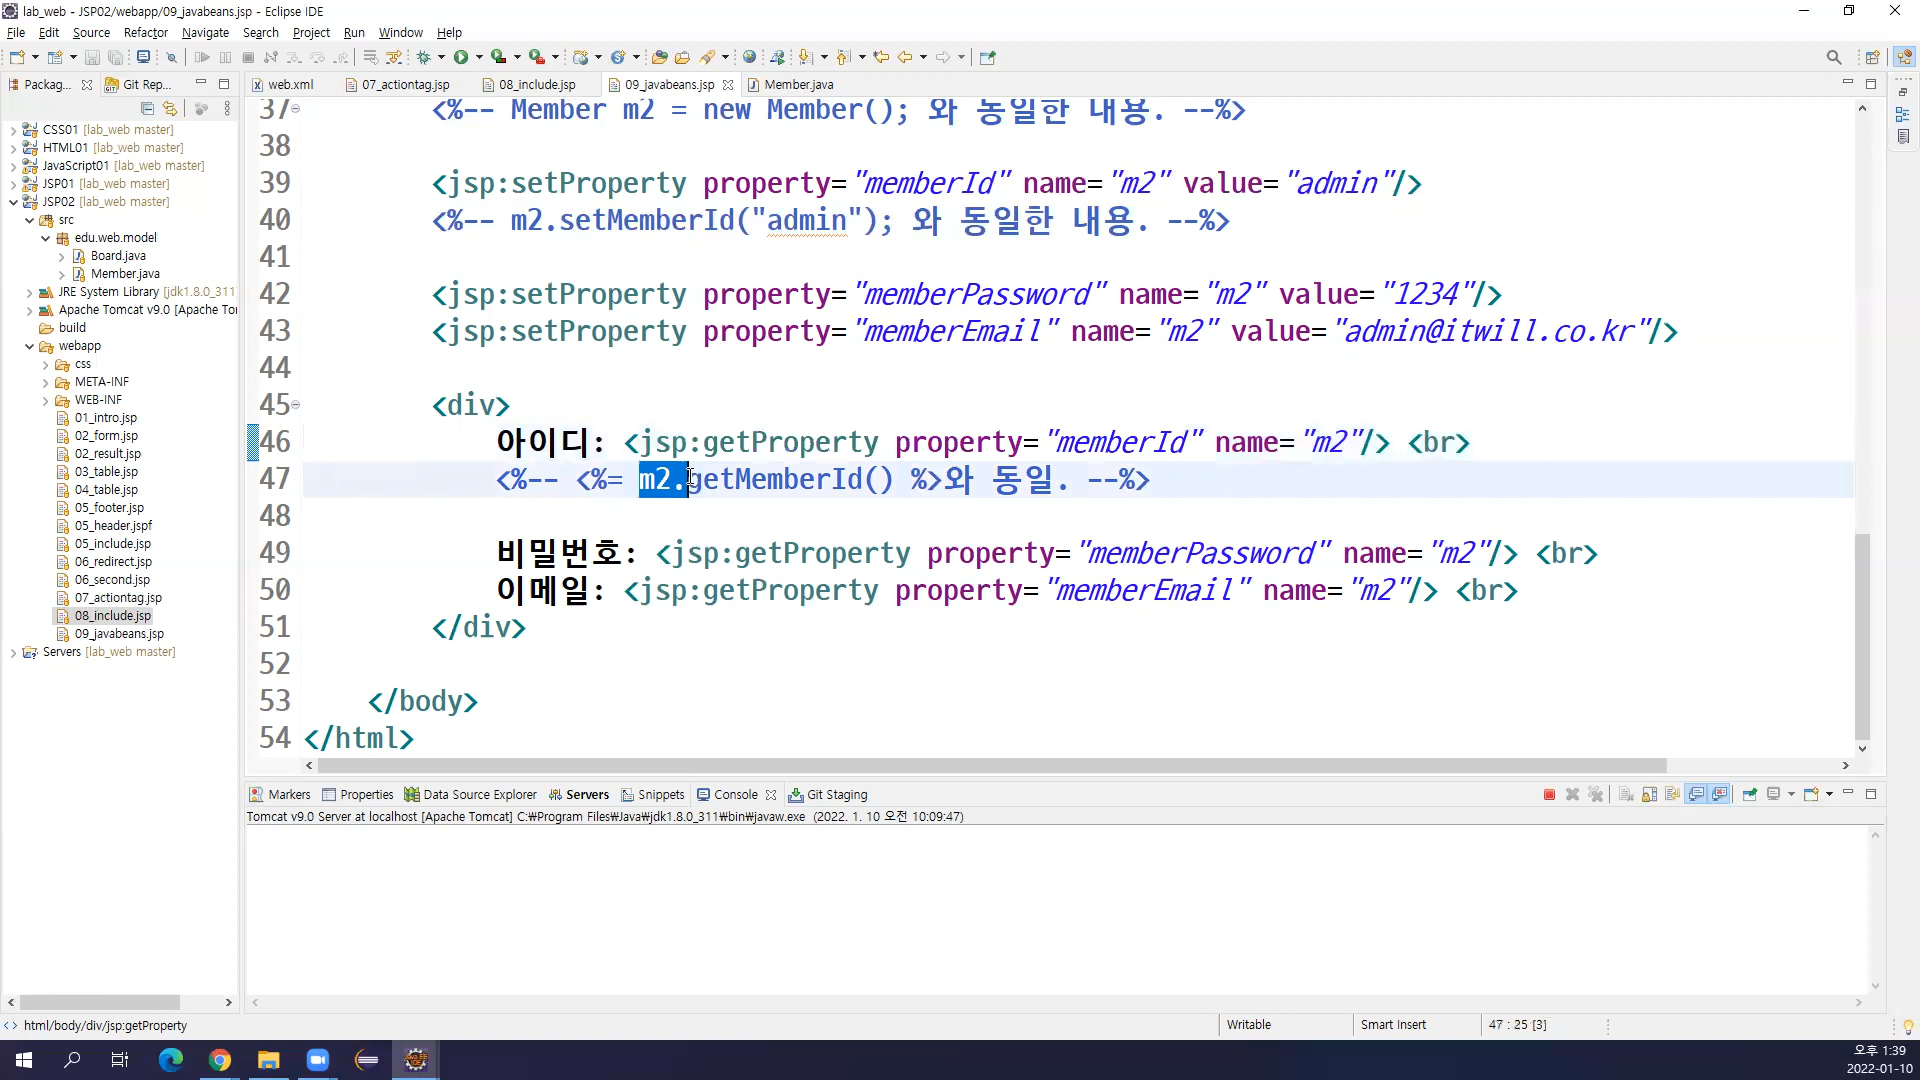 lab_web - JSP02/webapp/09_javabeans.jsp - Eclipse IDE
File Edit Source Refactor Navigate Search Project Run Window Help
Packag... Git Rep...
web.xml 07_actiontag.jsp 08_include.jsp 09_javabeans.jsp Member.java
CSS01 [lab_web master]
HTML01 [lab_web master]
JavaScript01 [lab_web master]
JSP01 [lab_web master]
JSP02 [lab_web master]
src
edu.web.model
Board.java
Member.java
JRE System Library [jdk1.8.0_311]
Apache Tomcat v9.0 [Apache To
build
webapp
css
META-INF
WEB-INF
01_intro.jsp
02_form.jsp
02_result.jsp
03_table.jsp
04_table.jsp
05_footer.jsp
05_header.jspf
05_include.jsp
06_redirect.jsp
06_second.jsp
07_actiontag.jsp
08_include.jsp
09_javabeans.jsp
Servers [lab_web master]
37 <%-- Member m2 = new Member(); 와 동일한 내용. --%>
38
39 <jsp:setProperty property="memberId" name="m2" value="admin"/>
40 <%-- m2.setMemberId("admin"); 와 동일한 내용. --%>
41
42 <jsp:setProperty property="memberPassword" name="m2" value="1234"/>
43 <jsp:setProperty property="memberEmail" name="m2" value="admin@itwill.co.kr"/>
44
45 <div>
46 아이디: <jsp:getProperty property="memberId" name="m2"/> <br>
47 <%-- <%= m2.getMemberId() %>와 동일. --%>
48
49 비밀번호: <jsp:getProperty property="memberPassword" name="m2"/> <br>
50 이메일: <jsp:getProperty property="memberEmail" name="m2"/> <br>
51 </div>
52
53 </body>
54 </html>
Markers Properties Data Source Explorer Servers Snippets Console Git Staging
Tomcat v9.0 Server at localhost [Apache Tomcat] C:₩Program Files₩Java₩jdk1.8.0_311₩bin₩javaw.exe (2022. 1. 10 오전 10:09:47)
html/body/div/jsp:getProperty
Writable Smart Insert 47 : 25 [3]
오후 1:39
2022-01-10